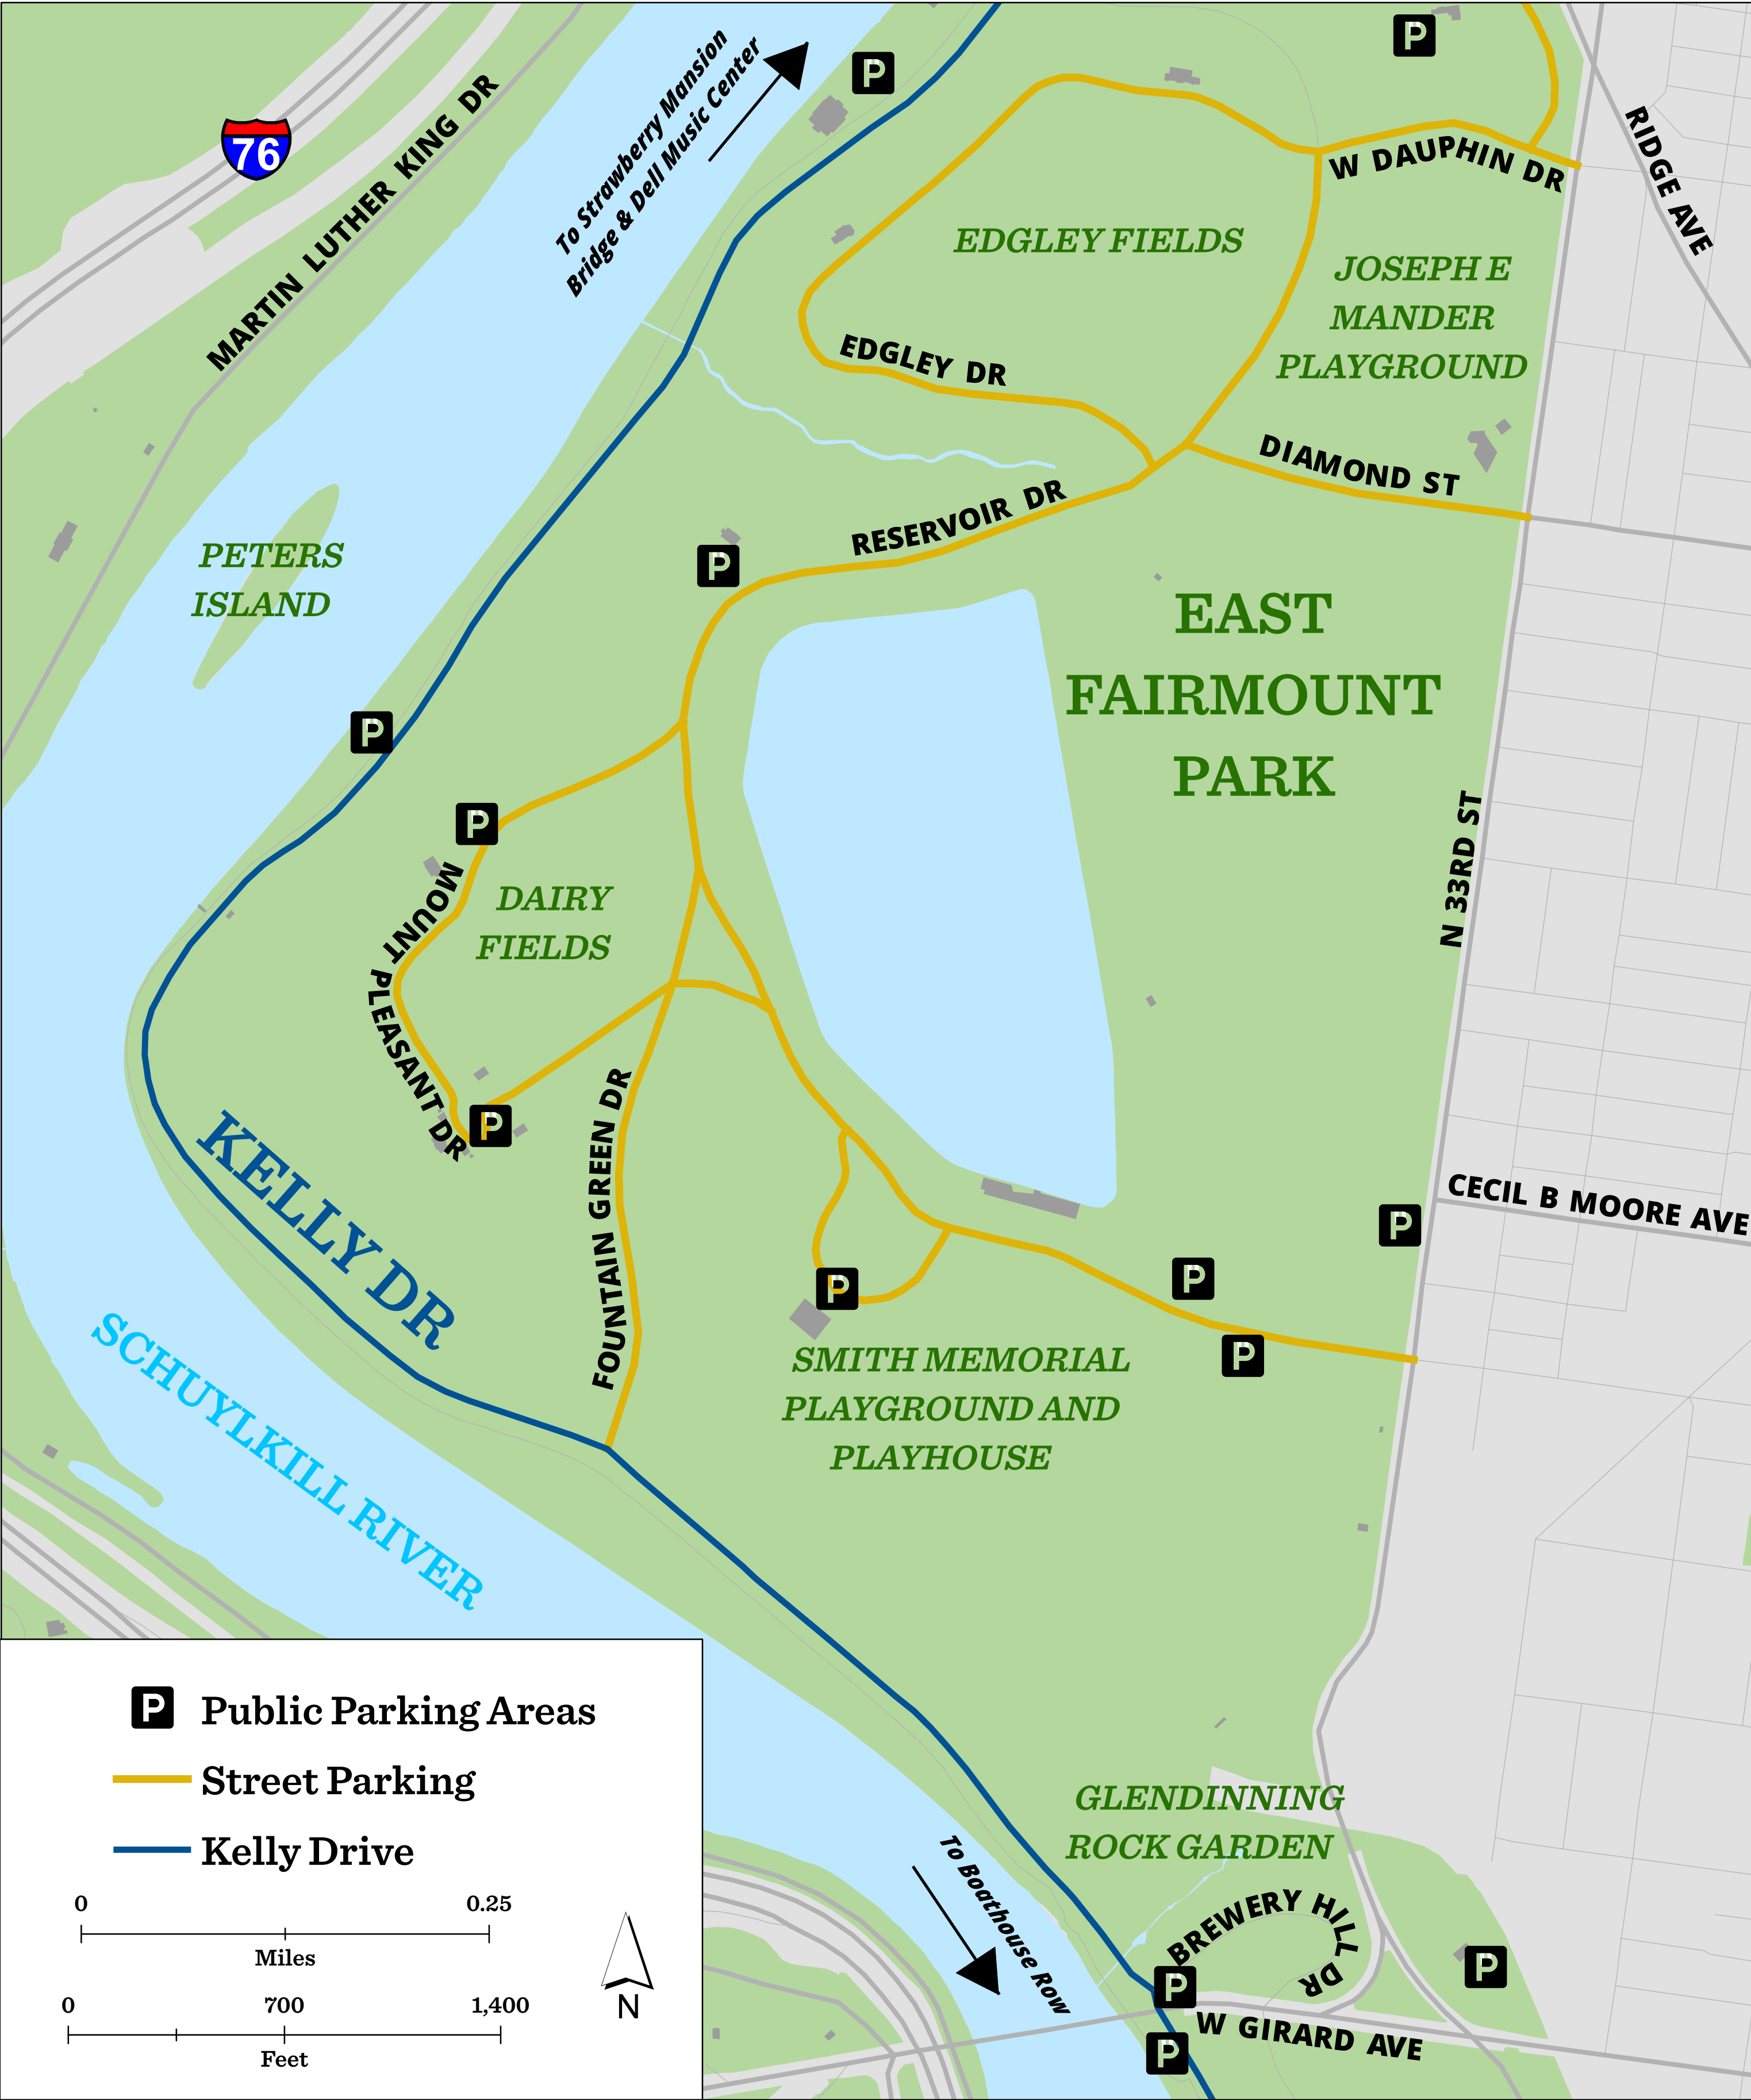 P
P
76
MARTIN LUTHER KING DR
To Strawberry Mansion
Bridge & Dell Music Center
W DAUPHIN DR
RIDGE AVE
EDGLEY FIELDS
JOSEPH E
MANDER
PLAYGROUND
EDGLEY DR
DIAMOND ST
RESERVOIR DR
PETERS
ISLAND
P
EAST
FAIRMOUNT
PARK
P
P
N 33RD ST
MOUNT PLEASANT DR
DAIRY
FIELDS
P
KELLY DR
FOUNTAIN GREEN DR
CECIL B MOORE AVE
P
P
P
P
SCHUYLKILL RIVER
SMITH MEMORIAL
PLAYGROUND AND
PLAYHOUSE
GLENDINNING
ROCK GARDEN
To Boathouse Row
BREWERY HILL DR
P
P
W GIRARD AVE
P
P Public Parking Areas
Street Parking
Kelly Drive
0 0.25
Miles
0 700 1,400
Feet
N